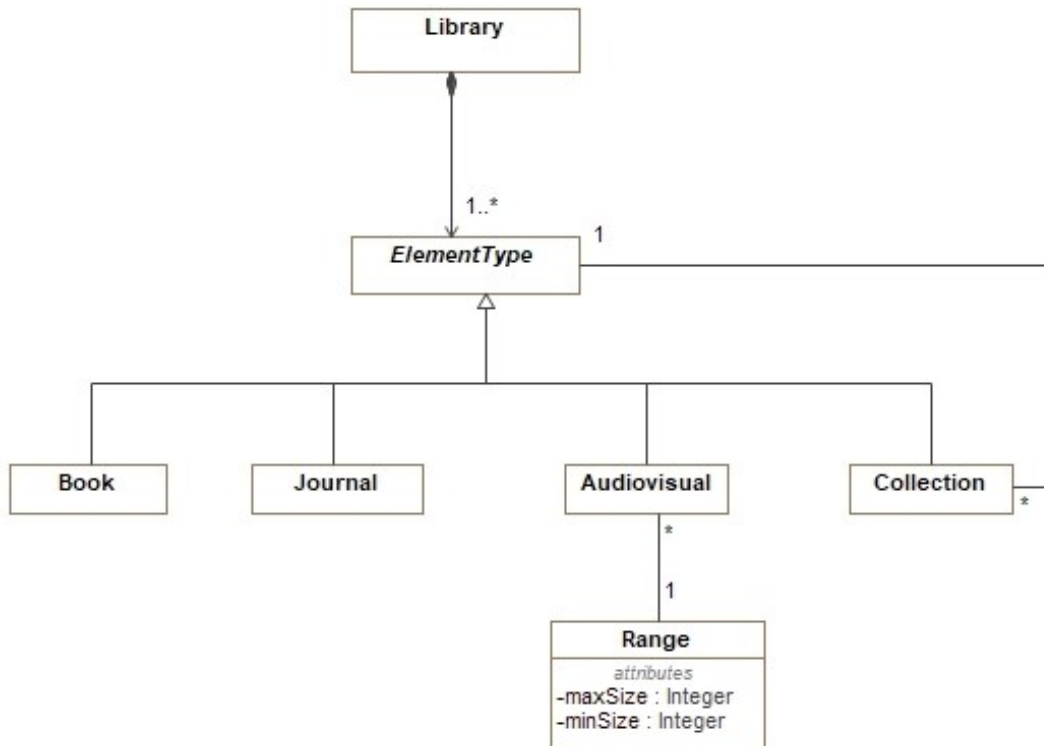 Library
1..*
ElementType
1
Book
Journal
Audiovisual
Collection
*
*
1
Range
attributes
-maxSize : Integer
-minSize : Integer